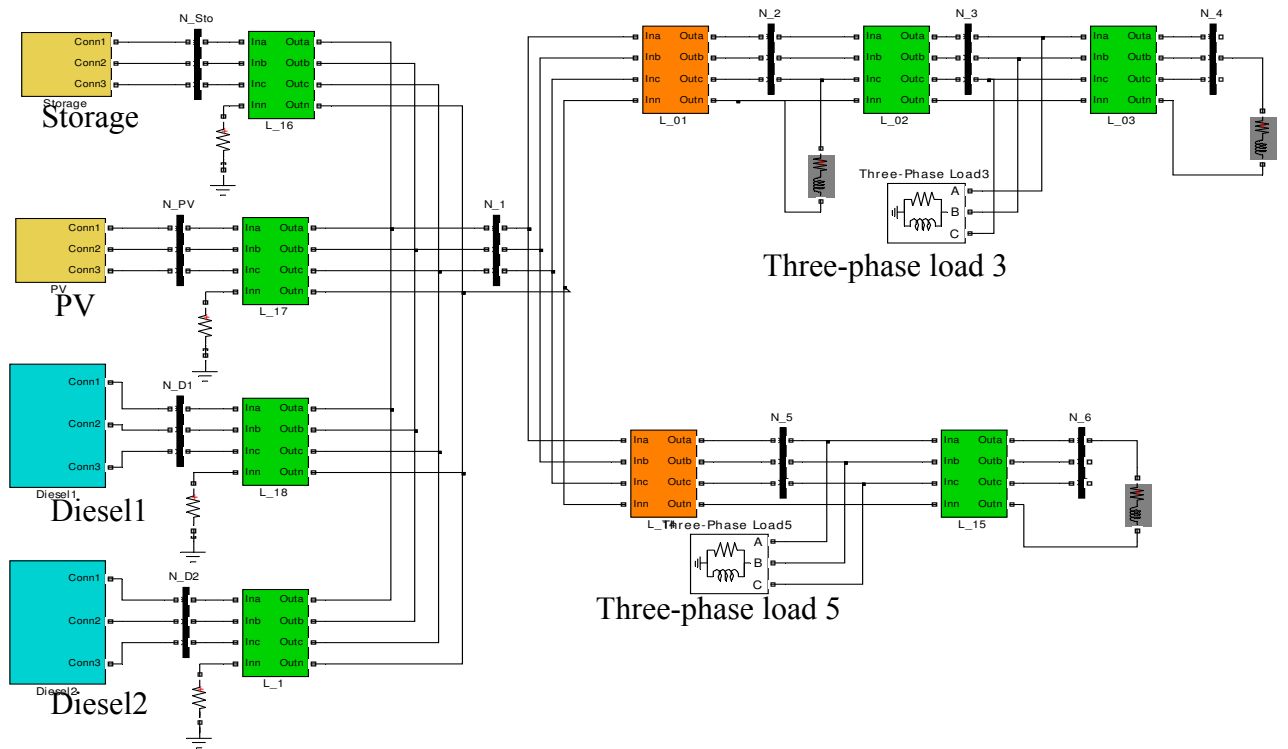 N_Sto
Conn1
Conn2
Conn3
Storage
Storage
Ina Outa
Inb Outb
Inc Outc
Inn Outn
L_16
N_PV
Conn1
Conn2
Conn3
PV
PV
Ina Outa
Inb Outb
Inc Outc
Inn Outn
L_17
N_D1
Conn1
Conn2
Conn3
Diesel1
Diesel1
Ina Outa
Inb Outb
Inc Outc
Inn Outn
L_18
N_D2
Conn1
Conn2
Conn3
Diesel2
Diesel2
Ina Outa
Inb Outb
Inc Outc
Inn Outn
L_1
N_1
Ina Outa
Inb Outb
Inc Outc
Inn Outn
L_01
N_2
Ina Outa
Inb Outb
Inc Outc
Inn Outn
L_02
N_3
Ina Outa
Inb Outb
Inc Outc
Inn Outn
L_03
N_4
Three-Phase Load3
A
B
C
Three-phase load 3
Ina Outa
Inb Outb
Inc Outc
Inn Outn
N_5
Ina Outa
Inb Outb
Inc Outc
Inn Outn
L_15
N_6
Three-Phase Load5
A
B
C
Three-phase load 5